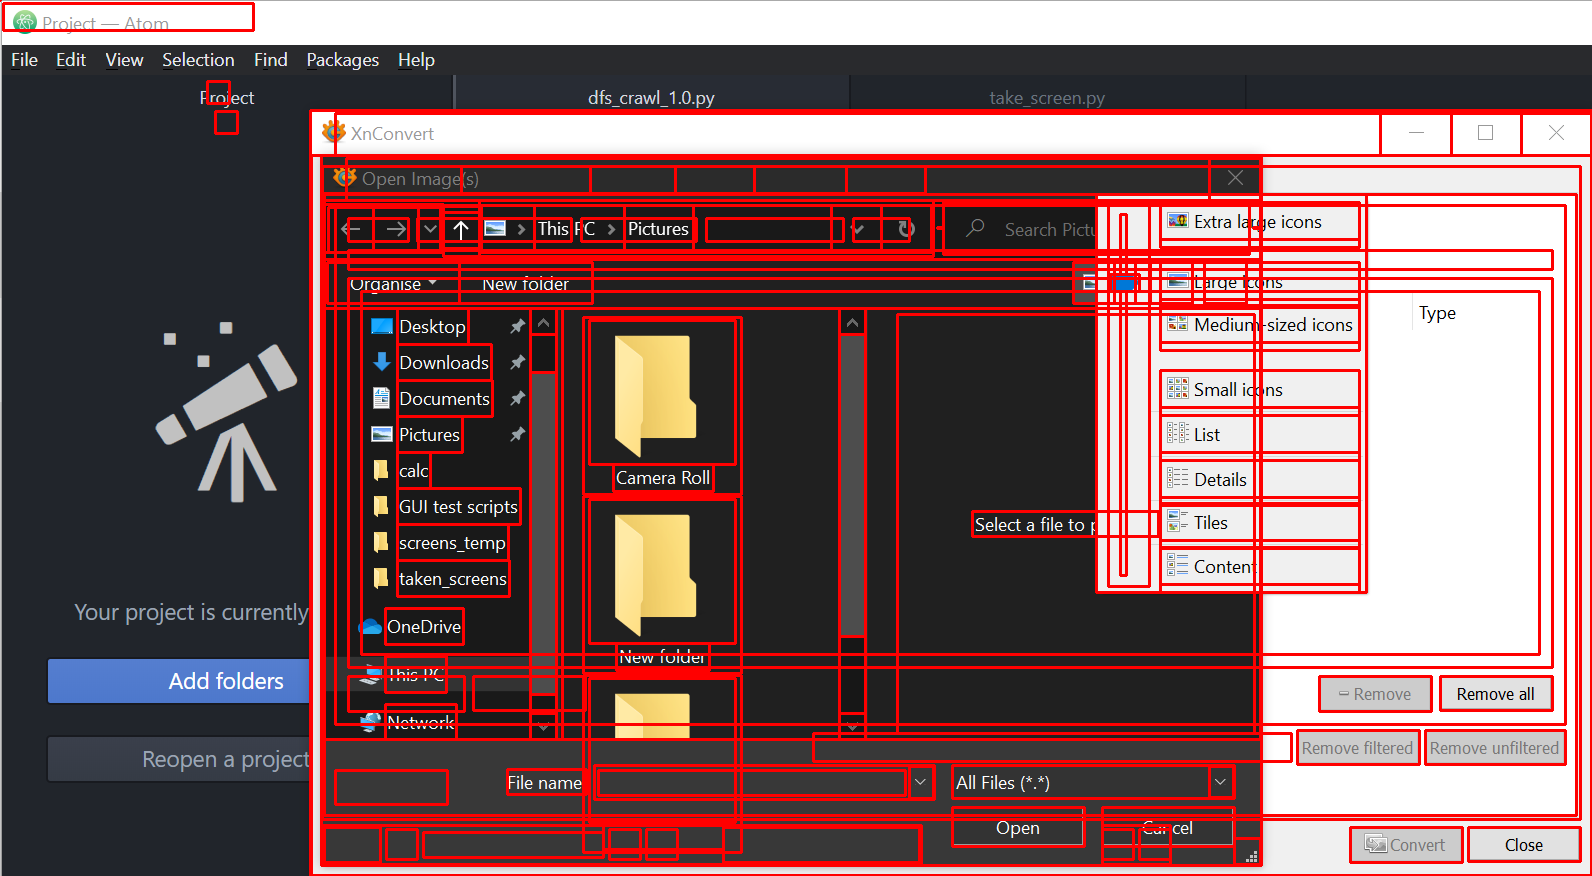 Project — Atom
File Edit View Selection Find Packages Help
Project dfs_crawl_1.0.py take_screen.py
XnConvert
Open Image(s)
This PC Pictures Search Pictu
Extra large icons
Organise New folder
Large icons
Type
Desktop
Medium-sized icons
Downloads
Documents
Small icons
Pictures
List
calc
Camera Roll
Details
GUI test scripts
Select a file to p
Tiles
screens_temp
Content
taken_screens
Your project is currently
OneDrive
New folder
This PC
Add folders
Remove Remove all
Network
Remove filtered Remove unfiltered
Reopen a project
File name
All Files (*.*)
Open Cancel
Convert Close